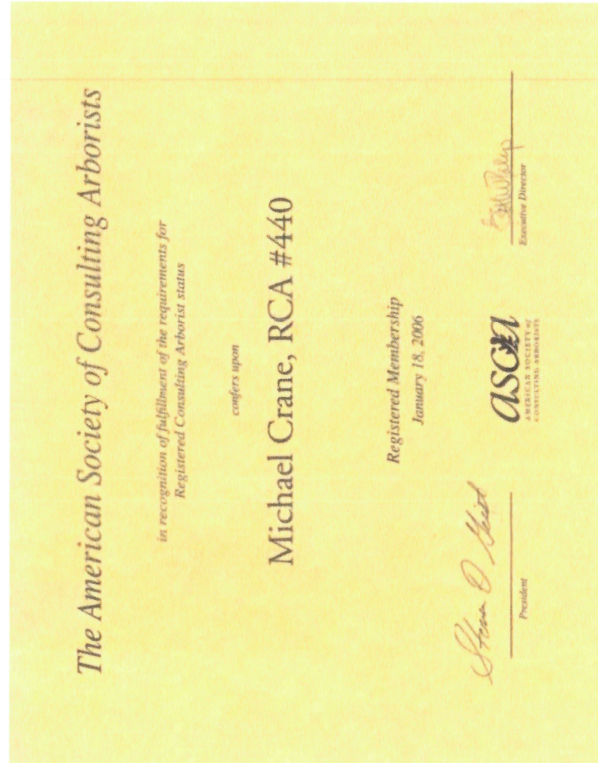 The American Society of Consulting Arborists
in recognition of fulfillment of the requirements for
Registered Consulting Arborist status
confers upon
Michael Crane, RCA #440
Registered Membership
January 18, 2006
President
asca
AMERICAN SOCIETY of
CONSULTING ARBORISTS
Executive Director